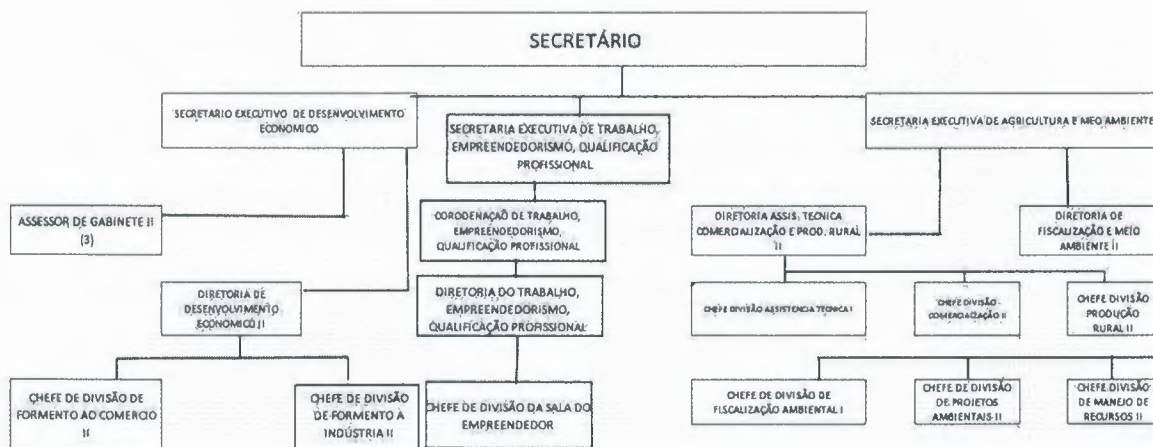 SECRETÁRIO
SECRETARIO EXECUTIVO DE DESENVOLVIMENTO
ECONOMICO
SECRETARIA EXECUTIVA DE TRABALHO,
EMPREENDEDORISMO, QUALIFICAÇÃO
PROFISSIONAL
SECRETARIA EXECUTIVA DE AGRICULTURA E MEO AMBIENTE
ASSESSOR DE GABINETE II
(3)
CORODENAÇAÕ DE TRABALHO,
EMPREENDEDORISMO,
QUALIFICAÇÃO PROFISSIONAL
DIRETORIA ASSIS, TECNICA
COMERCIALIZAÇÃO E PROD. RURAL
II
DIRETORIA DE
FISCALIZAÇÃO E MEIO
AMBIENTE II
DIRETORIA DE
DESENVOLVIMENTO
ECONOMICO II
DIRETORIA DO TRABALHO,
EMPREENDEDORISMO,
QUALIFICAÇÃO PROFISSIONAL
CHEFE DIVISÃO ASSISTENCIA TECNICA I
CHEFE DIVISÃO
COMERCIALIZAÇÃO II
CHEFE DIVISÃO
PRODUÇÃO
RURAL II
CHEFE DE DIVISÃO DE
FORMENTO AO COMERCIO
II
CHEFE DE DIVISÃO
DE FORMENTO À
INDÚSTRIA II
CHEFE DE DIVISÃO DA SALA DO
EMPREENDEDOR
CHEFE DE DIVISÃO DE
FISCALIZAÇÃO AMBIENTAL I
CHEFE DE DIVISÃO
DE PROJETOS
AMBIENTAIS II
CHEFE DIVISÃO
DE MANEJO DE
RECURSOS II